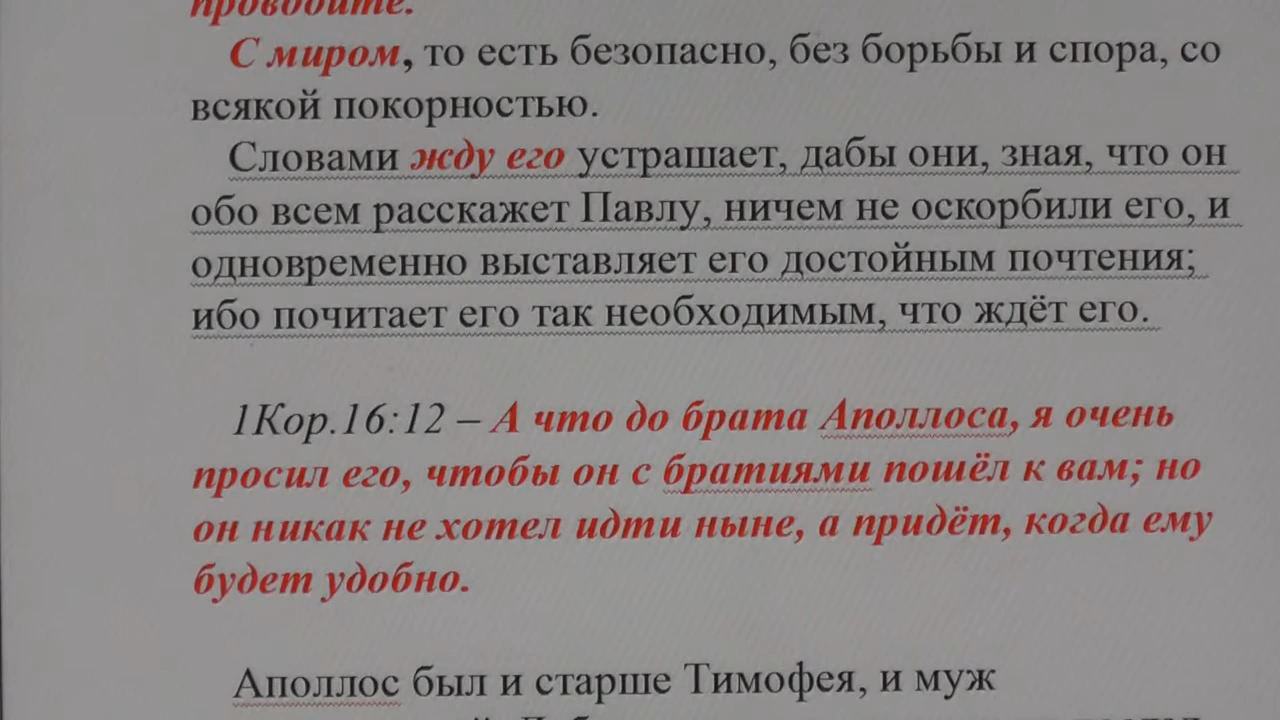 проводите.
С миром, то есть безопасно, без борьбы и спора, со
всякой покорностью.
Словами жду его устрашает, дабы они, зная, что он
обо всем расскажет Павлу, ничем не оскорбили его, и
одновременно выставляет его достойным почтения;
ибо почитает его так необходимым, что ждёт его.
1Кор.16:12 – А что до брата Аполлоса, я очень
просил его, чтобы он с братиями пошёл к вам; но
он никак не хотел идти ныне, а придёт, когда ему
будет удобно.
Аполлос был и старше Тимофея, и муж